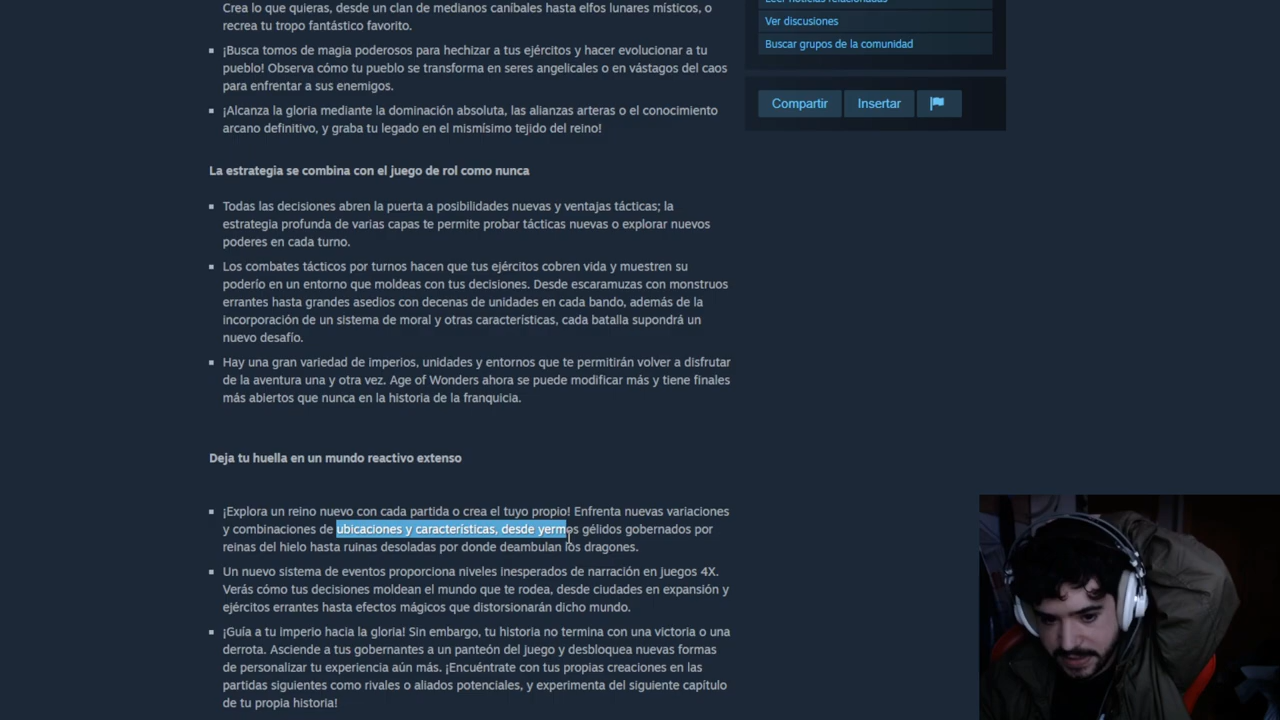 Crea lo que quieras, desde un clan de medianos caníbales hasta elfos lunares místicos, o
recrea tu tropo fantástico favorito.
¡Busca tomos de magia poderosos para hechizar a tus ejércitos y hacer evolucionar a tu
pueblo! Observa cómo tu pueblo se transforma en seres angelicales o en vástagos del caos
para enfrentar a sus enemigos.
¡Alcanza la gloria mediante la dominación absoluta, las alianzas arteras o el conocimiento
arcano definitivo, y graba tu legado en el mismísimo tejido del reino!
La estrategia se combina con el juego de rol como nunca
Todas las decisiones abren la puerta a posibilidades nuevas y ventajas tácticas; la
estrategia profunda de varias capas te permite probar tácticas nuevas o explorar nuevos
poderes en cada turno.
Los combates tácticos por turnos hacen que tus ejércitos cobren vida y muestren su
poderío en un entorno que moldeas con tus decisiones. Desde escaramuzas con monstruos
errantes hasta grandes asedios con decenas de unidades en cada bando, además de la
incorporación de un sistema de moral y otras características, cada batalla supondrá un
nuevo desafío.
Hay una gran variedad de imperios, unidades y entornos que te permitirán volver a disfrutar
de la aventura una y otra vez. Age of Wonders ahora se puede modificar más y tiene finales
más abiertos que nunca en la historia de la franquicia.
Deja tu huella en un mundo reactivo extenso
¡Explora un reino nuevo con cada partida o crea el tuyo propio! Enfrenta nuevas variaciones
y combinaciones de ubicaciones y características, desde yermos gélidos gobernados por
reinas del hielo hasta ruinas desoladas por donde deambulan los dragones.
Un nuevo sistema de eventos proporciona niveles inesperados de narración en juegos 4X.
Verás cómo tus decisiones moldean el mundo que te rodea, desde ciudades en expansión y
ejércitos errantes hasta efectos mágicos que distorsionarán dicho mundo.
¡Guía a tu imperio hacia la gloria! Sin embargo, tu historia no termina con una victoria o una
derrota. Asciende a tus gobernantes a un panteón del juego y desbloquea nuevas formas
de personalizar tu experiencia aún más. ¡Encuéntrate con tus propias creaciones en las
partidas siguientes como rivales o aliados potenciales, y experimenta del siguiente capítulo
de tu propia historia!
Leer noticias relacionadas
Ver discusiones
Buscar grupos de la comunidad
Compartir
Insertar